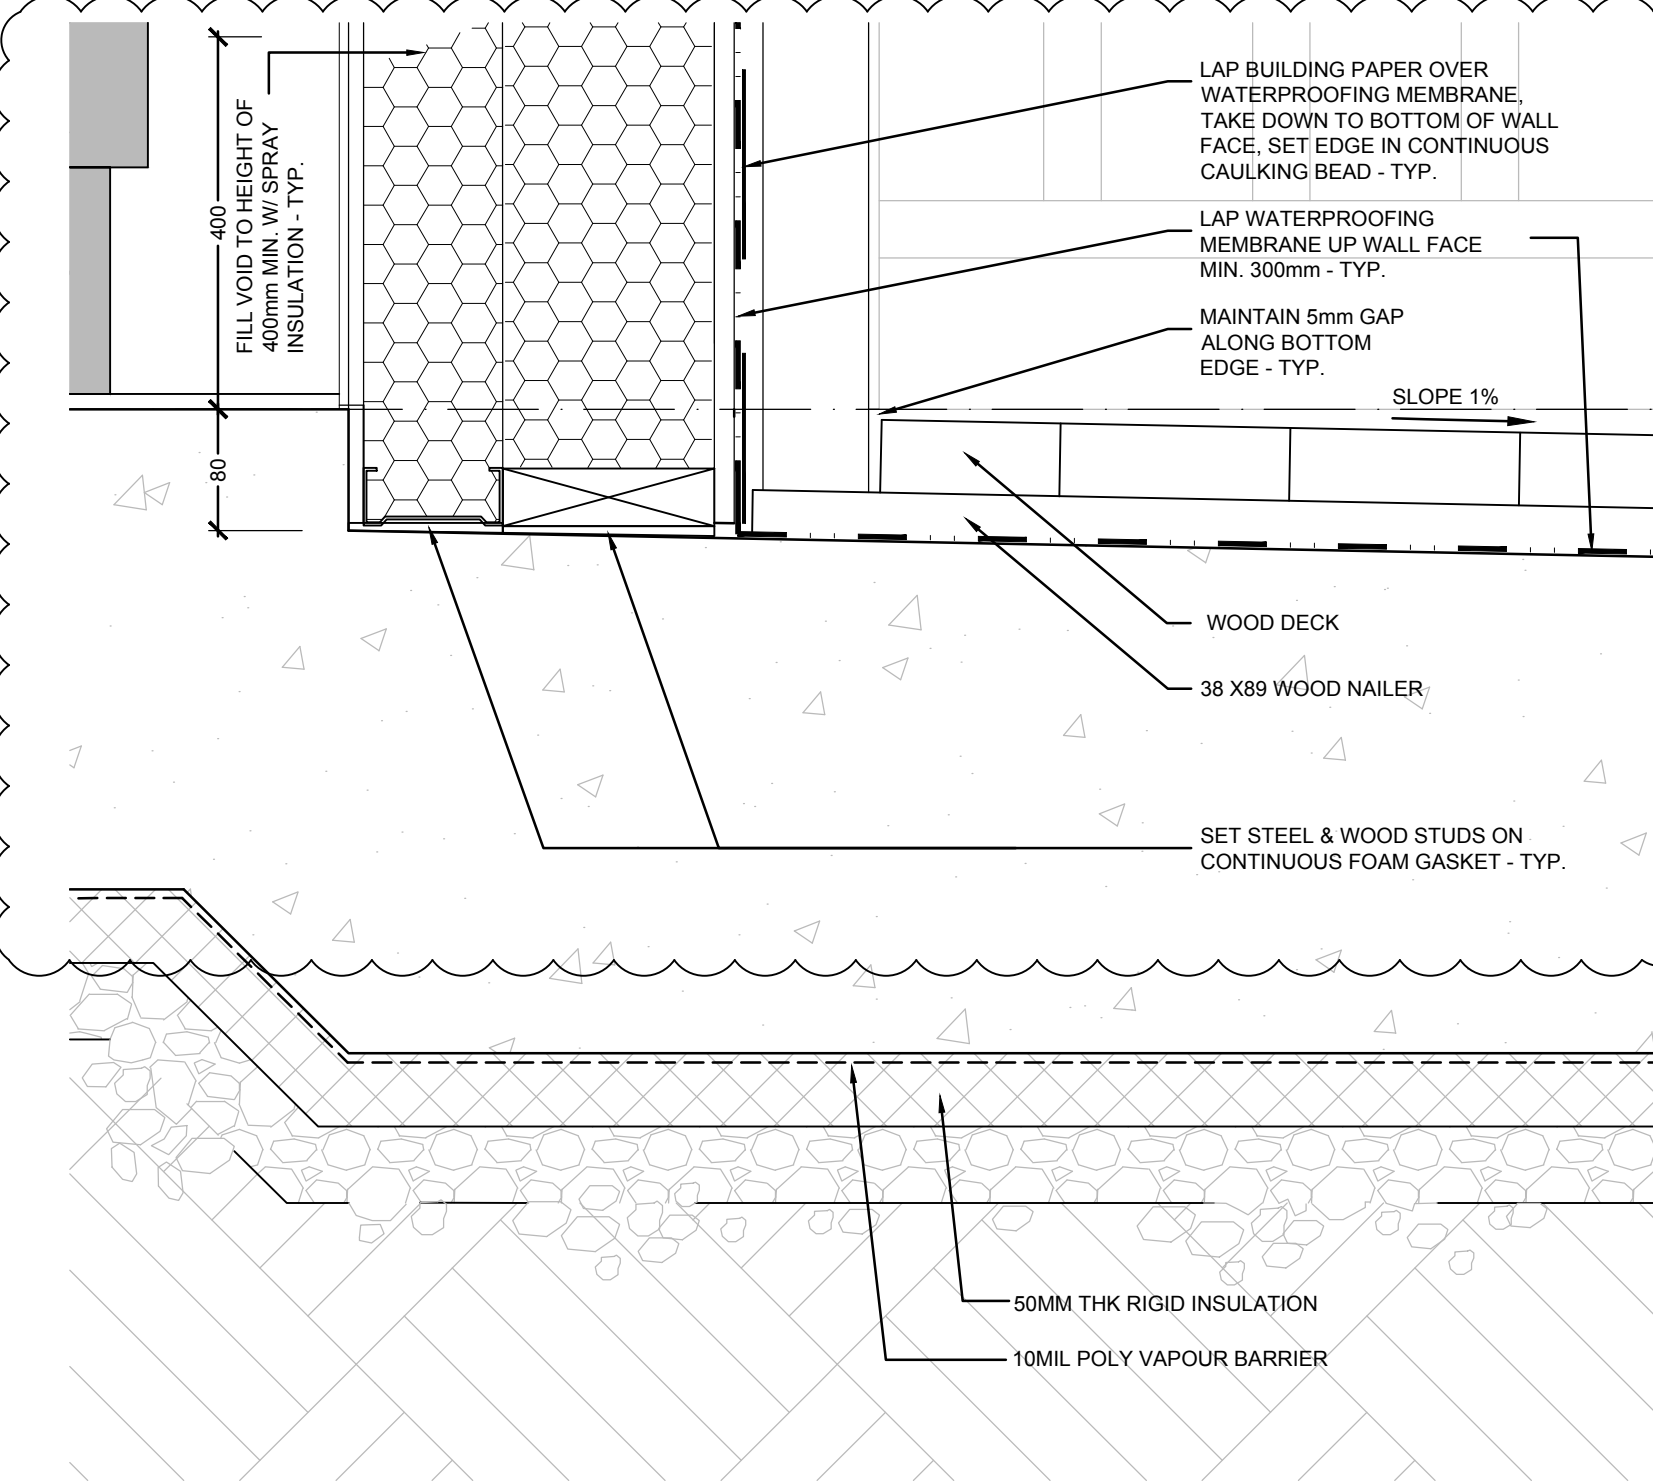 400
80
FILL VOID TO HEIGHT OF
400mm MIN. W/ SPRAY
INSULATION - TYP.
LAP BUILDING PAPER OVER
WATERPROOFING MEMBRANE,
TAKE DOWN TO BOTTOM OF WALL
FACE, SET EDGE IN CONTINUOUS
CAULKING BEAD - TYP.
LAP WATERPROOFING
MEMBRANE UP WALL FACE
MIN. 300mm - TYP.
MAINTAIN 5mm GAP
ALONG BOTTOM
EDGE - TYP.
SLOPE 1%
WOOD DECK
38 X89 WOOD NAILER
SET STEEL & WOOD STUDS ON
CONTINUOUS FOAM GASKET - TYP.
50MM THK RIGID INSULATION
10MIL POLY VAPOUR BARRIER